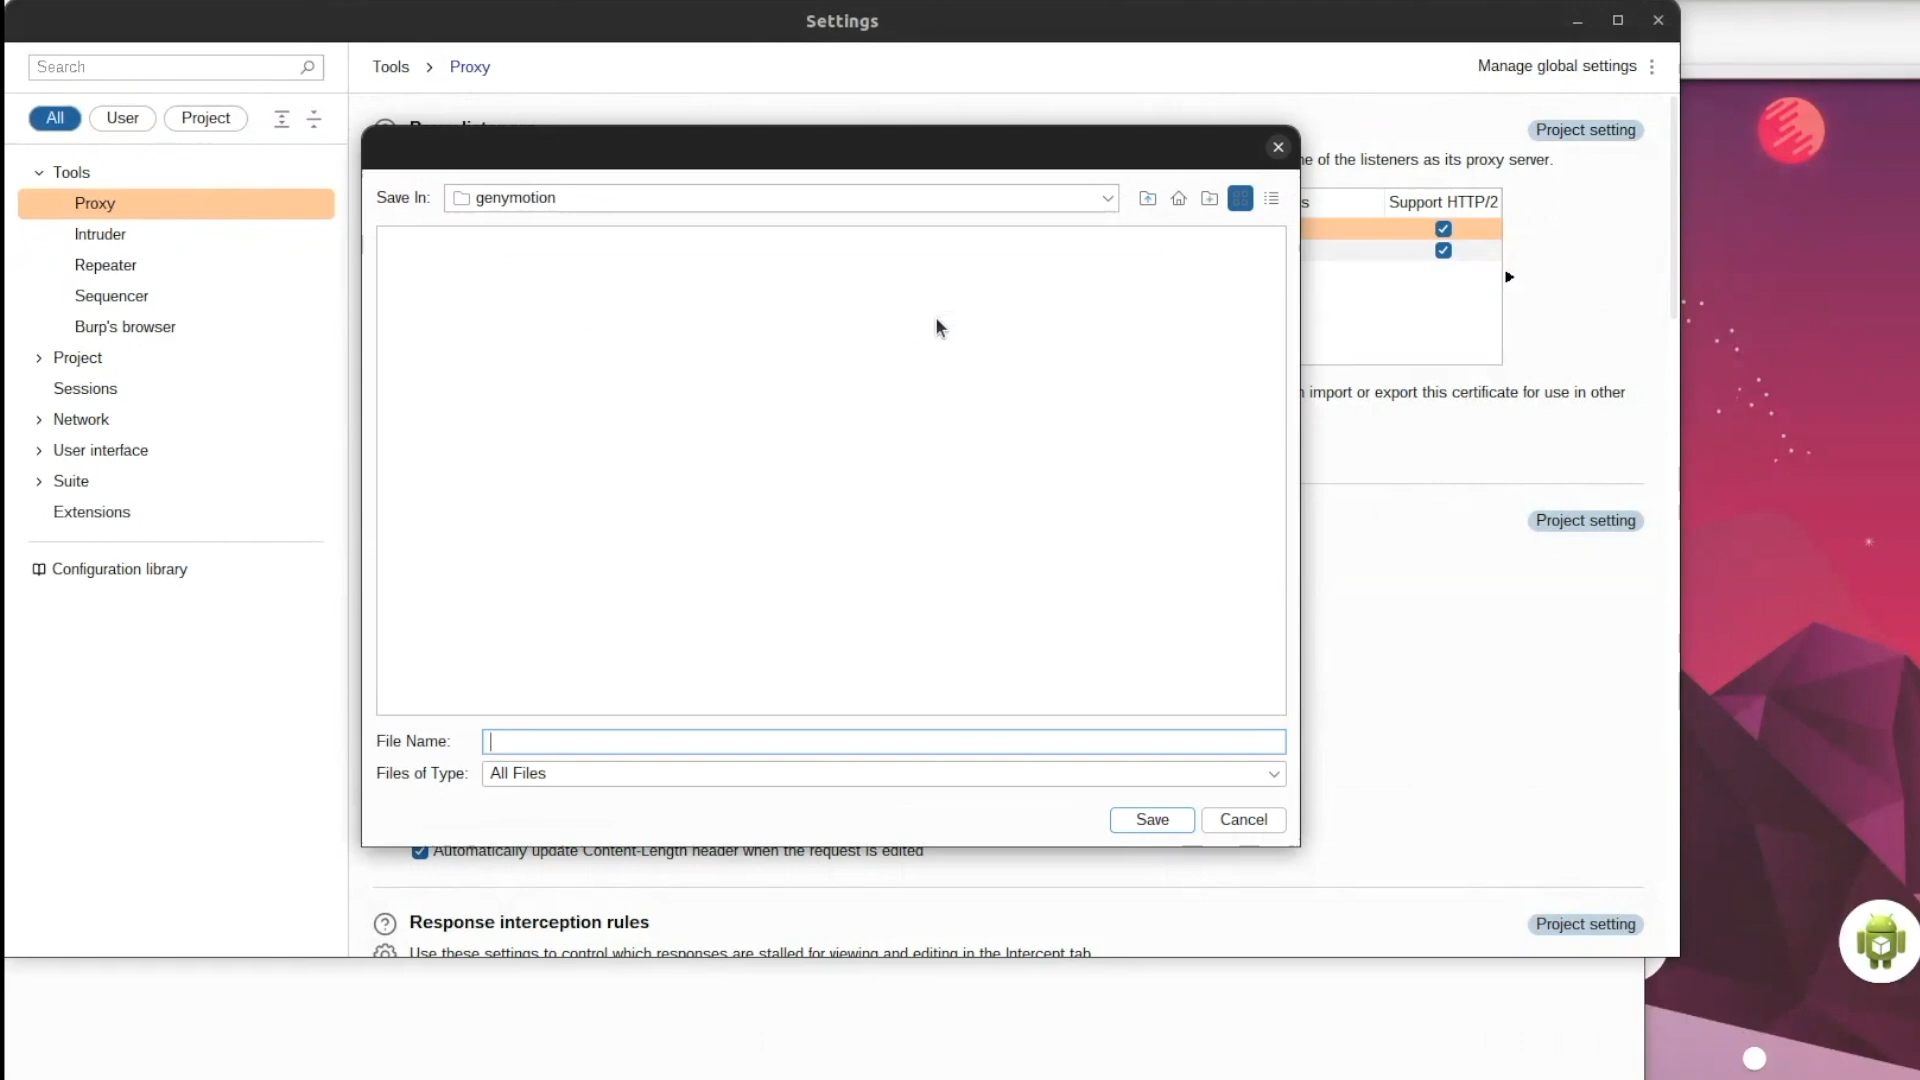 Settings
Search
Tools > Proxy
Manage global settings
All User Project
Tools
Proxy
Intruder
Repeater
Sequencer
Burp's browser
Project
Sessions
Network
User interface
Suite
Extensions
Configuration library
Project setting
ne of the listeners as its proxy server.
s Support HTTP/2
import or export this certificate for use in other
Project setting
Save In: genymotion
File Name:
Files of Type: All Files
Save Cancel
Automatically update Content-Length header when the request is edited
Response interception rules
Project setting
Use these settings to control which responses are stalled for viewing and editing in the Intercept tab